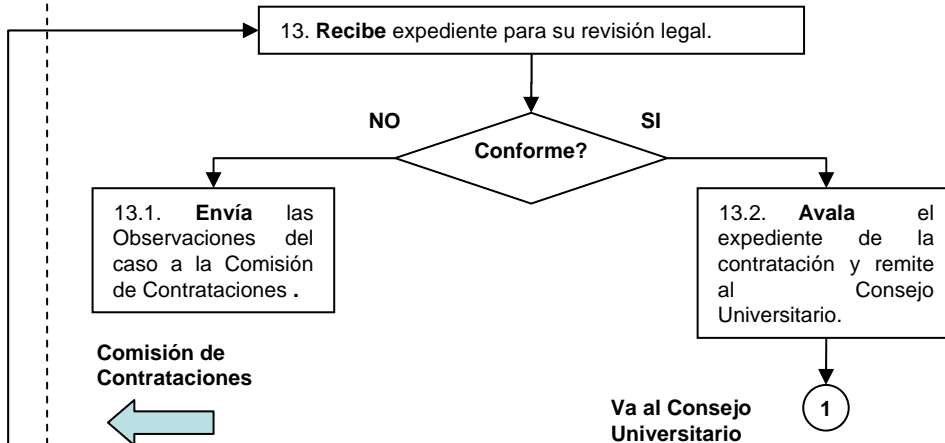 13. Recibe expediente para su revisión legal.
NO
SI
Conforme?
13.1. Envía las
Observaciones del
caso a la Comisión
de Contrataciones .
13.2. Avala el
expediente de la
contratación y remite
al Consejo
Universitario.
Comisión de
Contrataciones
Va al Consejo
Universitario
1